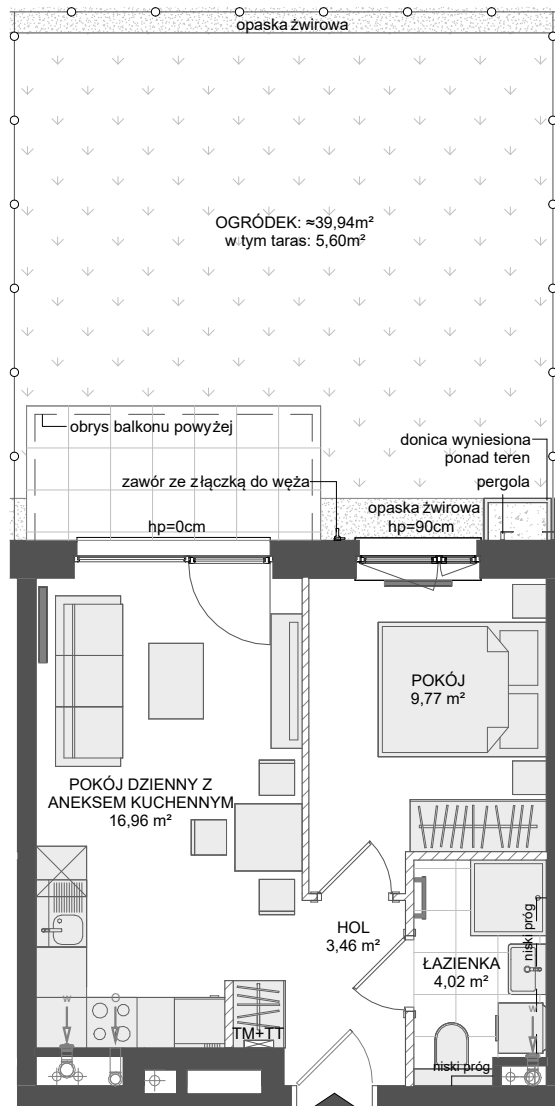 opaska żwirowa
OGRÓDEK: ≈39,94m²
w tym taras: 5,60m²
obrys balkonu powyżej
donica wyniesiona
ponad teren
zawór ze złączką do węża
pergola
opaska żwirowa
hp=0cm
hp=90cm
POKÓJ
9,77 m²
POKÓJ DZIENNY Z
ANEKSEM KUCHENNYM
16,96 m²
HOL
3,46 m²
niski próg
ŁAZIENKA
4,02 m²
W
O
W
TM+TT
niski próg